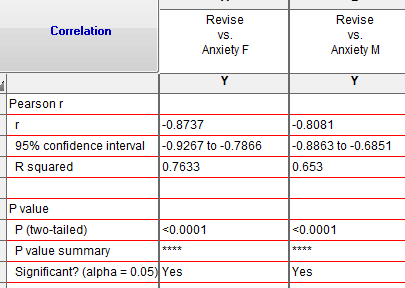 Correlation
Revise
vs.
Anxiety F
Revise
vs.
Anxiety M
Y Y
Pearson r
r -0.8737 -0.8081
95% confidence interval -0.9267 to -0.7866 -0.8863 to -0.6851
R squared 0.7633 0.653
P value
P (two-tailed) <0.0001 <0.0001
P value summary **** ****
Significant? (alpha = 0.05) Yes Yes